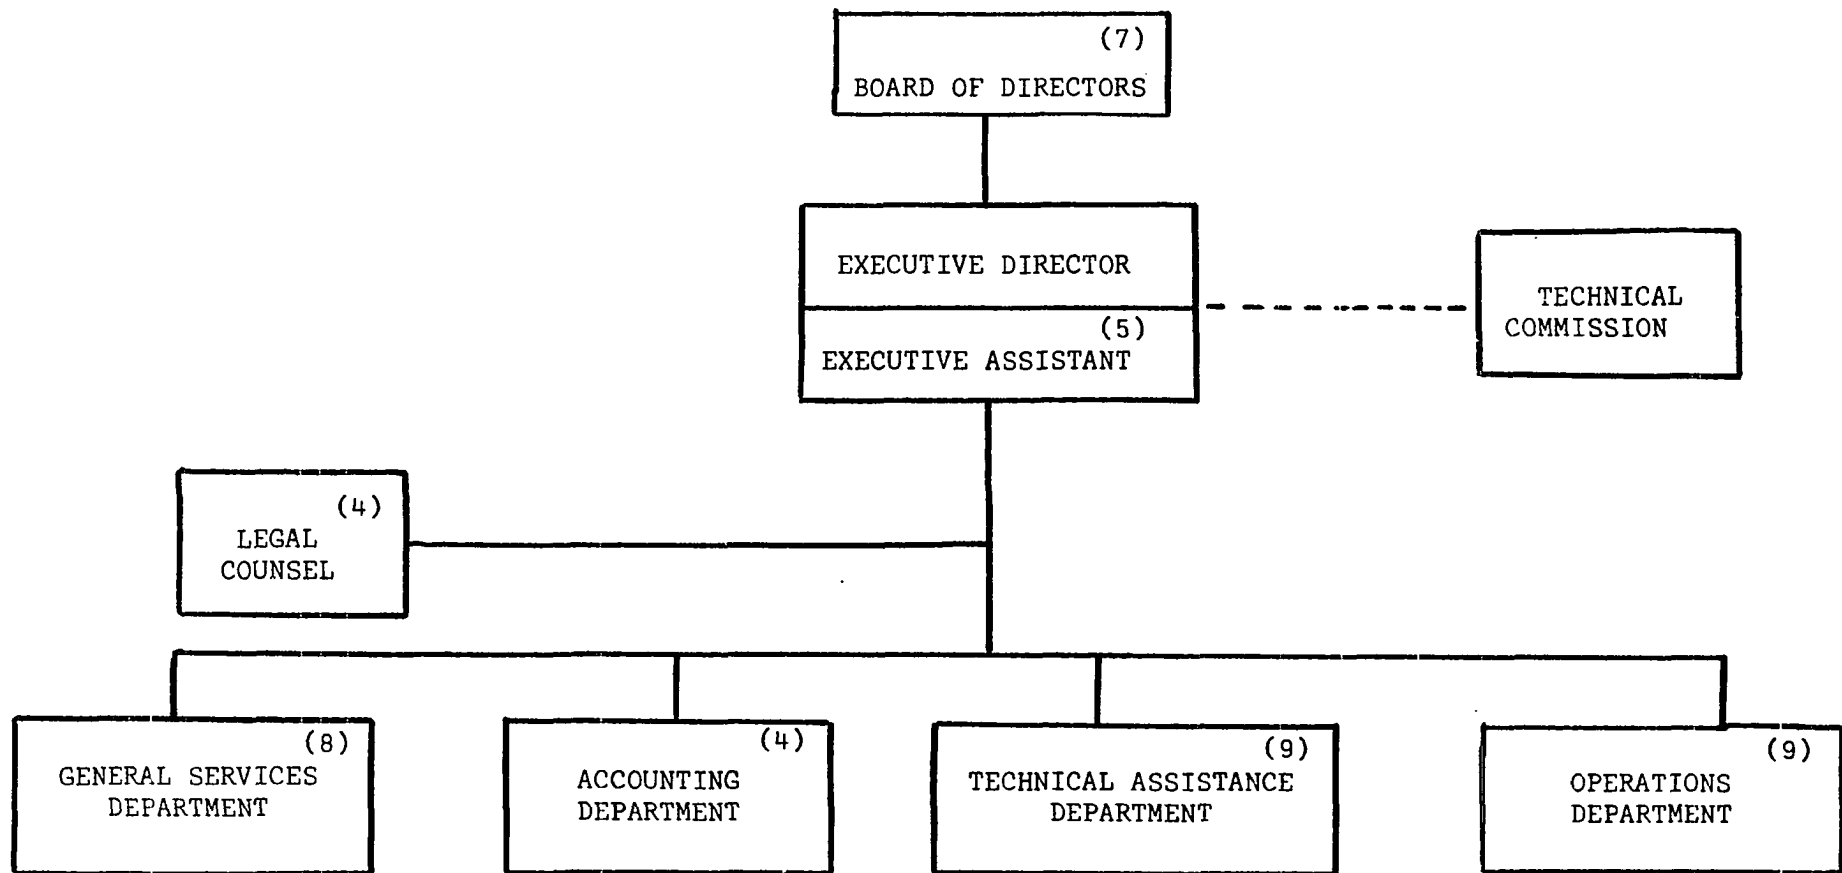 (7)
BOARD OF DIRECTORS
EXECUTIVE DIRECTOR
(5)
EXECUTIVE ASSISTANT
TECHNICAL
COMMISSION
(4)
LEGAL
COUNSEL
(8)
GENERAL SERVICES
DEPARTMENT
(4)
ACCOUNTING
DEPARTMENT
(9)
TECHNICAL ASSISTANCE
DEPARTMENT
(9)
OPERATIONS
DEPARTMENT